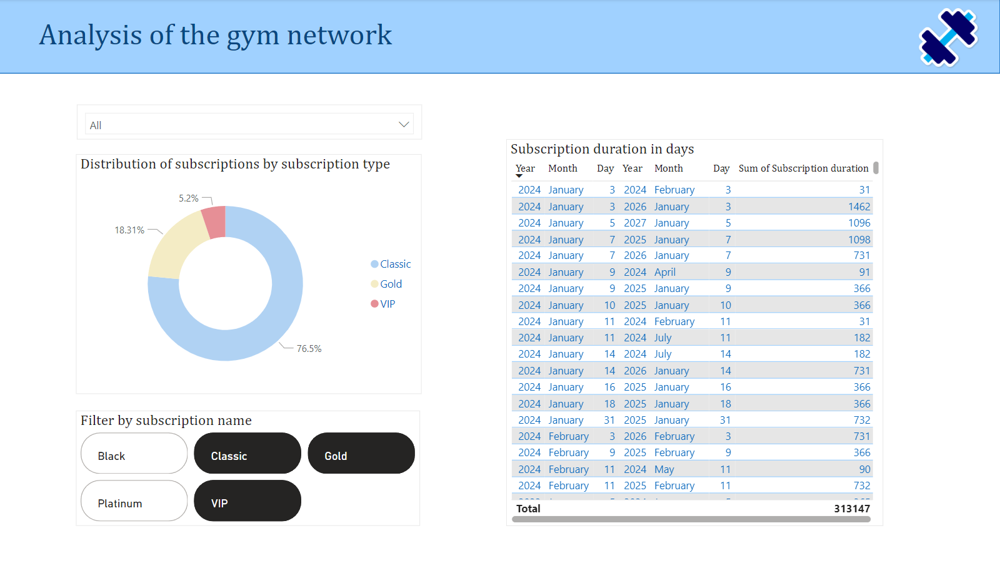 Analysis of the gym network
All
Distribution of subscriptions by subscription type
5.2%
18.31%
76.5%
Classic
Gold
VIP
Filter by subscription name
Black
Classic
Gold
Platinum
VIP
Subscription duration in days
Year Month Day Year Month Day Sum of Subscription duration
2024 January 3 2024 February 3 31
2024 January 3 2026 January 3 1462
2024 January 5 2027 January 5 1096
2024 January 7 2025 January 7 1098
2024 January 7 2026 January 7 731
2024 January 9 2024 April 9 91
2024 January 9 2025 January 9 366
2024 January 10 2025 January 10 366
2024 January 11 2024 February 11 31
2024 January 11 2024 July 11 182
2024 January 14 2024 July 14 182
2024 January 14 2026 January 14 731
2024 January 16 2025 January 16 366
2024 January 18 2025 January 18 366
2024 January 31 2025 January 31 732
2024 February 3 2026 February 3 731
2024 February 9 2025 February 9 366
2024 February 11 2024 May 11 90
2024 February 11 2025 February 11 732
Total 313147